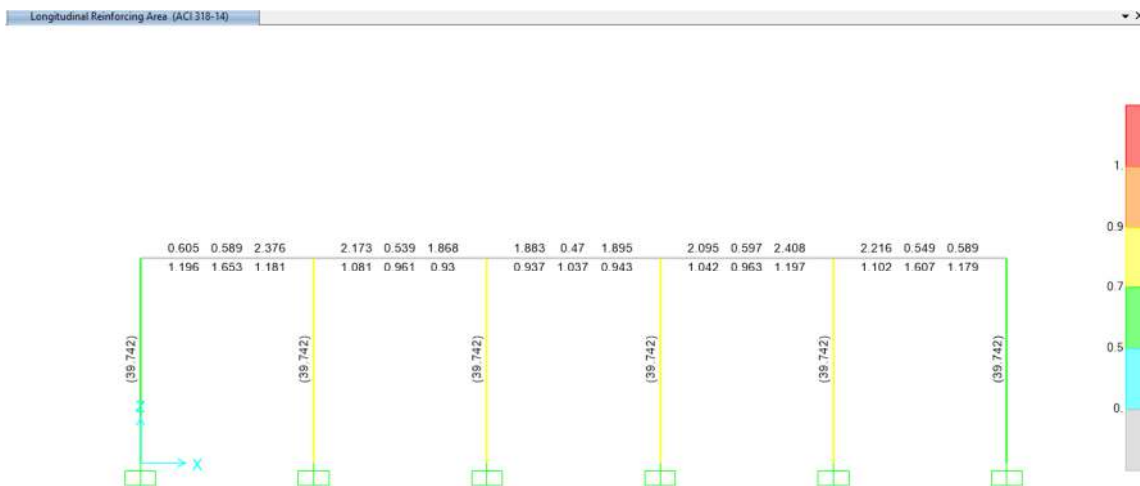 Longitudinal Reinforcing Area (ACI 318-14)
1.
0.9
0.605 0.589 2.376 2.173 0.539 1.868 1.883 0.47 1.895 2.095 0.597 2.408 2.216 0.549 0.589
1.196 1.653 1.181 1.081 0.961 0.93 0.937 1.037 0.943 1.042 0.963 1.197 1.102 1.607 1.179
0.7
0.5
(39.742) (39.742) (39.742) (39.742) (39.742) (39.742)
0.
Z
X